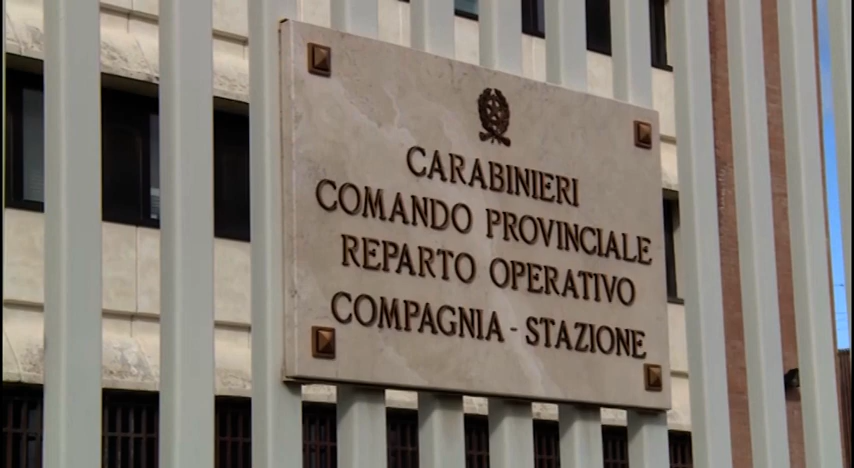 CARABINIERI
COMANDO PROVINCIALE
REPARTO OPERATIVO
COMPAGNIA - STAZIONE